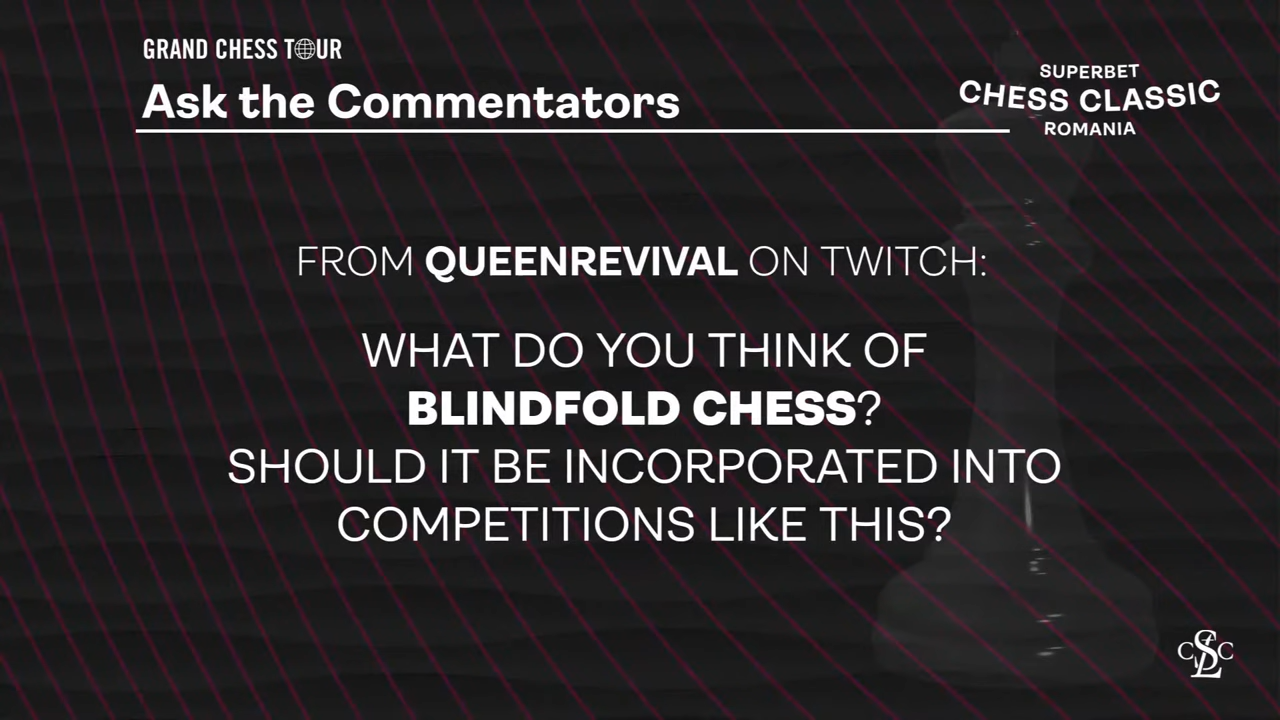 GRAND CHESS TOUR
Ask the Commentators
SUPERBET
CHESS CLASSIC
ROMANIA
FROM QUEENREVIVAL ON TWITCH:
WHAT DO YOU THINK OF
BLINDFOLD CHESS?
SHOULD IT BE INCORPORATED INTO
COMPETITIONS LIKE THIS?
STLCC